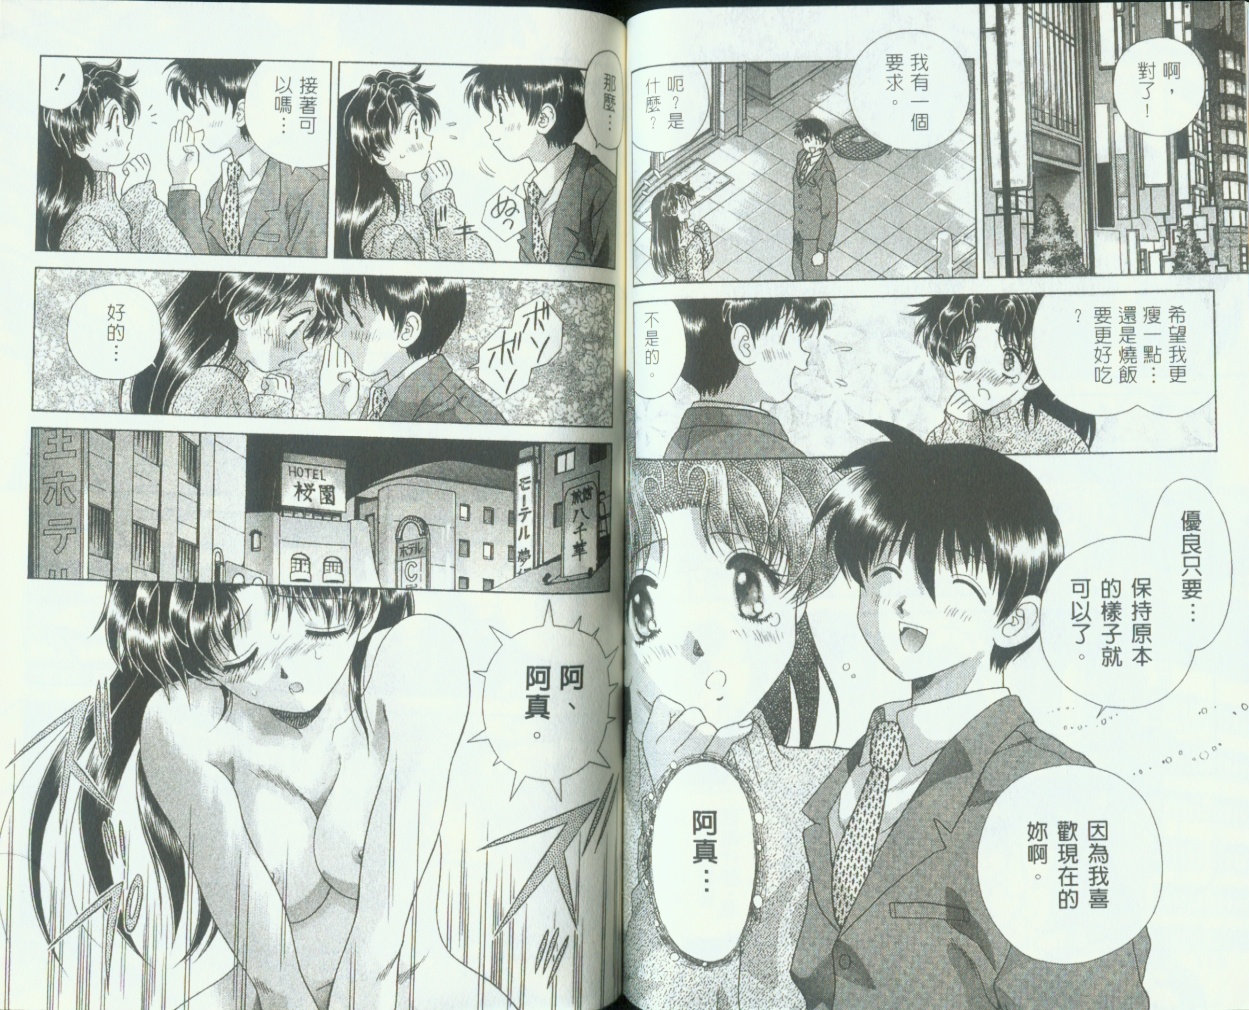 啊，
對了！
我有一個
要求。
呃？是
什麼？
希望我更
瘦一點…
還是燒飯
要更好吃
？
不是的。
優良只要…
保持原本
的樣子就
可以了。
因為我喜
歡現在的
妳啊。
阿真…
那麼…
ぬっ
ドキ
接著可
以嗎…
！
ボソ
ボソ
ッ
好的…
HOTEL
桜園
ホテル
C
モーテル夢
旅館八千華
阿、
阿真。